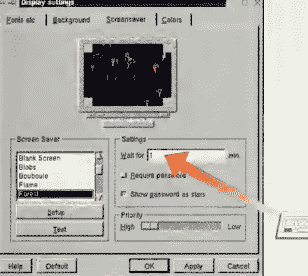 Display settings
Fonts etc. Background Screensaver Colors
Screen Saver
Blank Screen
Blobs
Bouboule
Flame
Forest
Setup
Test
Settings
Wait for 1 min.
Require password
Show password as stars
Priority
High Low
Help Default OK Apply Cancel